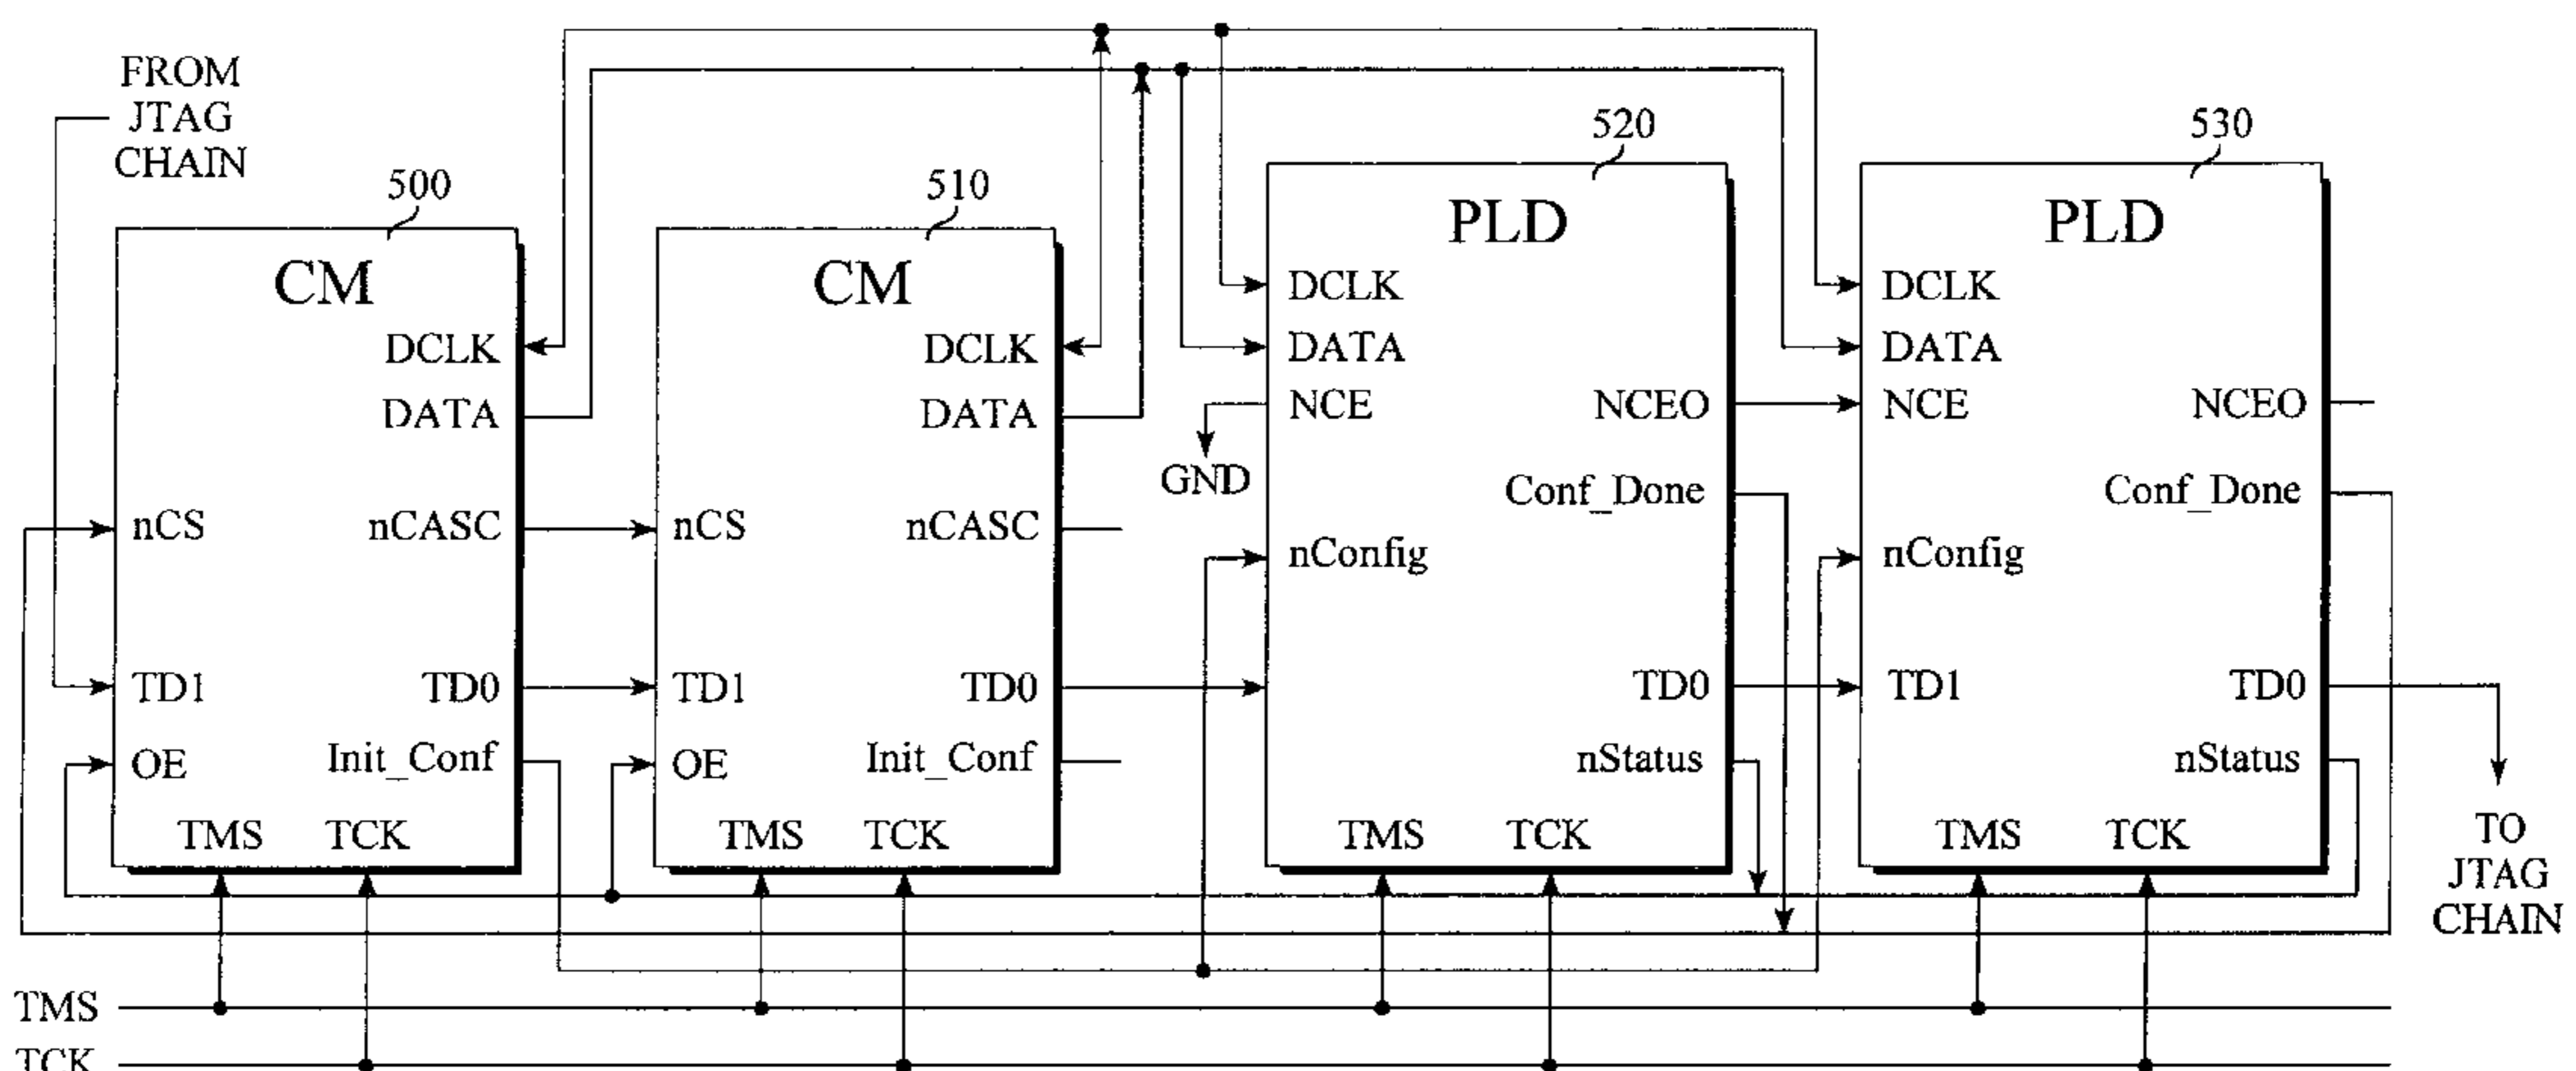 FROM
JTAG
CHAIN
500
CM
DCLK
DATA
nCS
nCASC
TD1
TD0
OE
Init_Conf
TMS TCK
510
CM
DCLK
DATA
nCS
nCASC
TD1
TD0
OE
Init_Conf
TMS TCK
520
PLD
DCLK
DATA
NCE
NCEO
GND
Conf_Done
nConfig
TD0
nStatus
TMS TCK
530
PLD
DCLK
DATA
NCE
NCEO
Conf_Done
nConfig
TD1
TD0
nStatus
TMS TCK
TO
JTAG
CHAIN
TMS
TCK